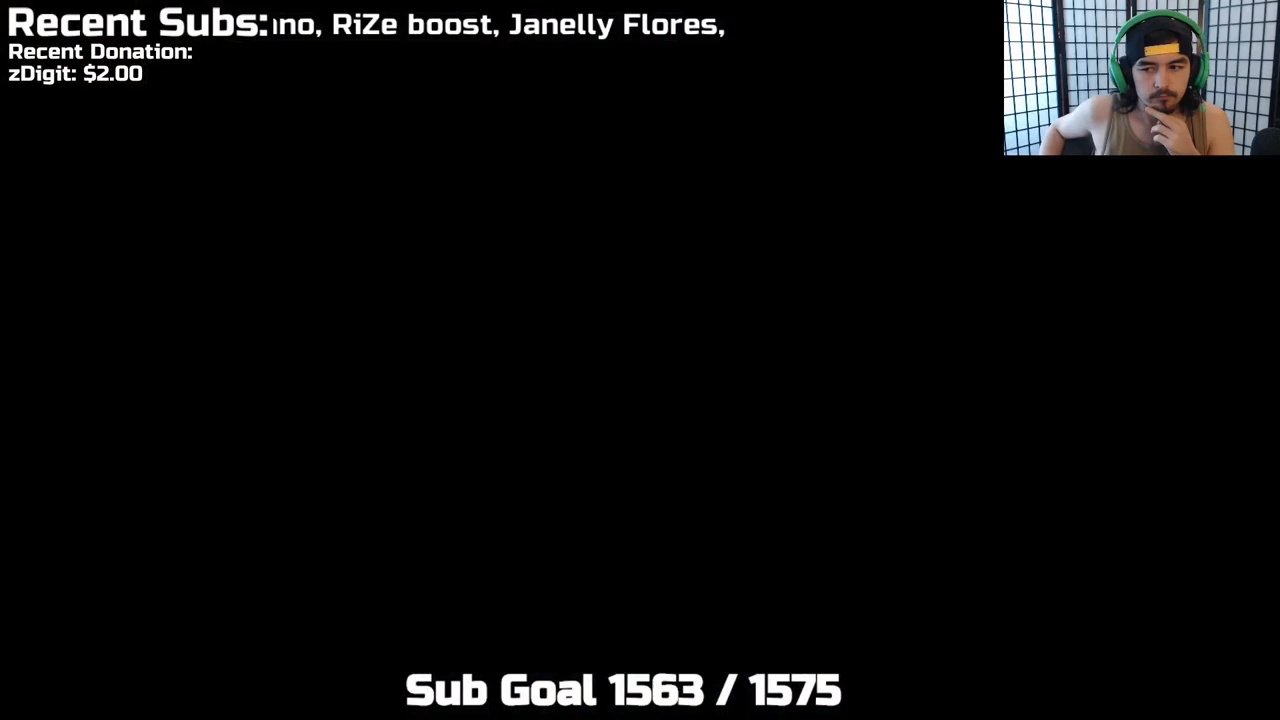 Recent Subs: RiZe boost, Janelly Flores,
Recent Donation:
zDigit: $2.00
Sub Goal 1563 / 1575